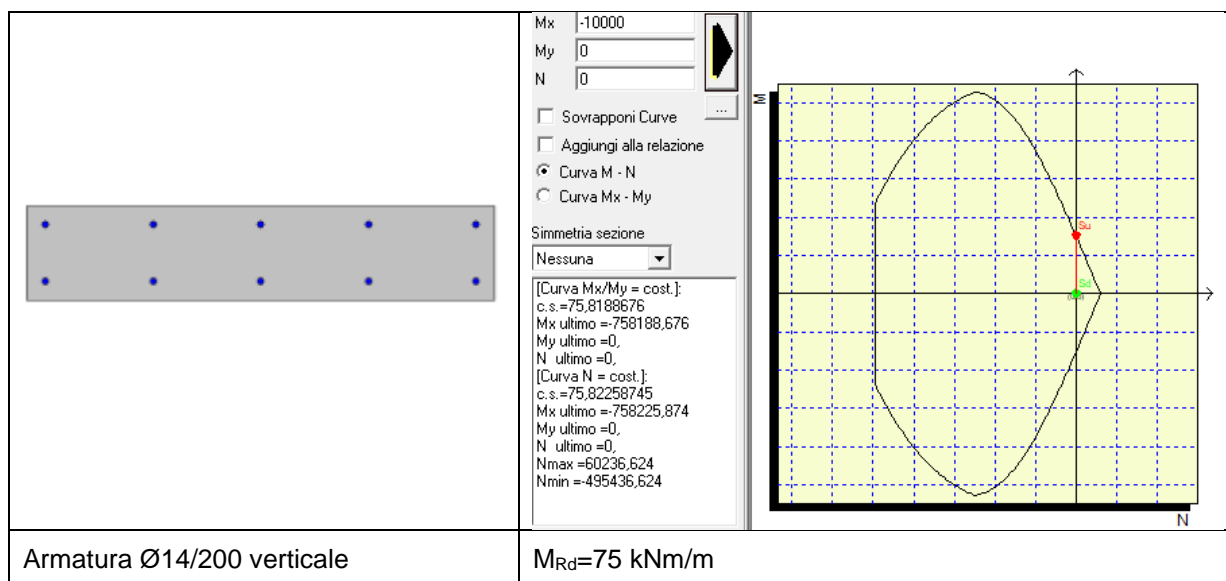 Mx -10000
My 0
N 0
...
Sovrapponi Curve
Aggiungi alla relazione
Curva M - N
Curva Mx - My
Simmetria sezione
Nessuna
[Curva Mx/My = cost.]:
c.s.=75,8188676
Mx ultimo =-758188,676
My ultimo =0,
N ultimo =0,
[Curva N = cost.]:
c.s.=75,82258745
Mx ultimo =-758225,874
My ultimo =0,
N ultimo =0,
Nmax =60236,624
Nmin =-495436,624
M
Su
Sd
N
Armatura Ø14/200 verticale
MRd=75 kNm/m